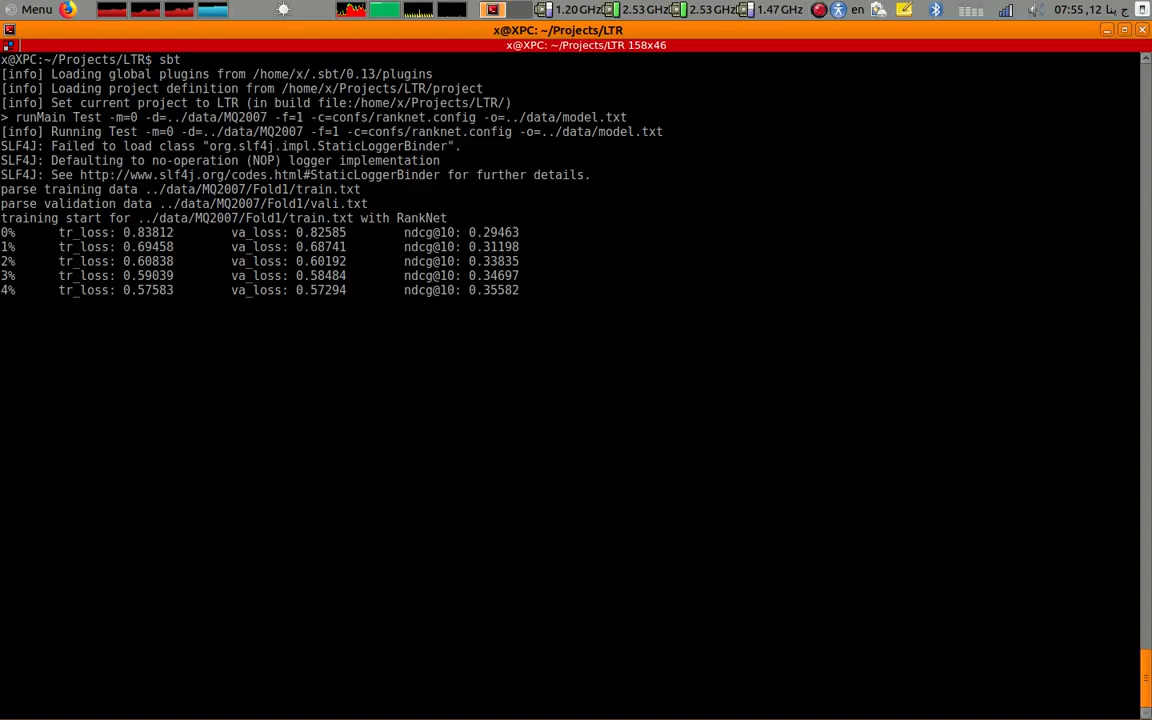 Menu 1.20 GHz 2.53 GHz 2.53 GHz 1.47 GHz en 07:55 ,12 ج ينا
x@XPC: ~/Projects/LTR
x@XPC: ~/Projects/LTR 158x46
x@XPC:~/Projects/LTR$ sbt
[info] Loading global plugins from /home/x/.sbt/0.13/plugins
[info] Loading project definition from /home/x/Projects/LTR/project
[info] Set current project to LTR (in build file:/home/x/Projects/LTR/)
> runMain Test -m=0 -d=../data/MQ2007 -f=1 -c=confs/ranknet.config -o=../data/model.txt
[info] Running Test -m=0 -d=../data/MQ2007 -f=1 -c=confs/ranknet.config -o=../data/model.txt
SLF4J: Failed to load class "org.slf4j.impl.StaticLoggerBinder".
SLF4J: Defaulting to no-operation (NOP) logger implementation
SLF4J: See http://www.slf4j.org/codes.html#StaticLoggerBinder for further details.
parse training data ../data/MQ2007/Fold1/train.txt
parse validation data ../data/MQ2007/Fold1/vali.txt
training start for ../data/MQ2007/Fold1/train.txt with RankNet
0% tr_loss: 0.83812 va_loss: 0.82585 ndcg@10: 0.29463
1% tr_loss: 0.69458 va_loss: 0.68741 ndcg@10: 0.31198
2% tr_loss: 0.60838 va_loss: 0.60192 ndcg@10: 0.33835
3% tr_loss: 0.59039 va_loss: 0.58484 ndcg@10: 0.34697
4% tr_loss: 0.57583 va_loss: 0.57294 ndcg@10: 0.35582